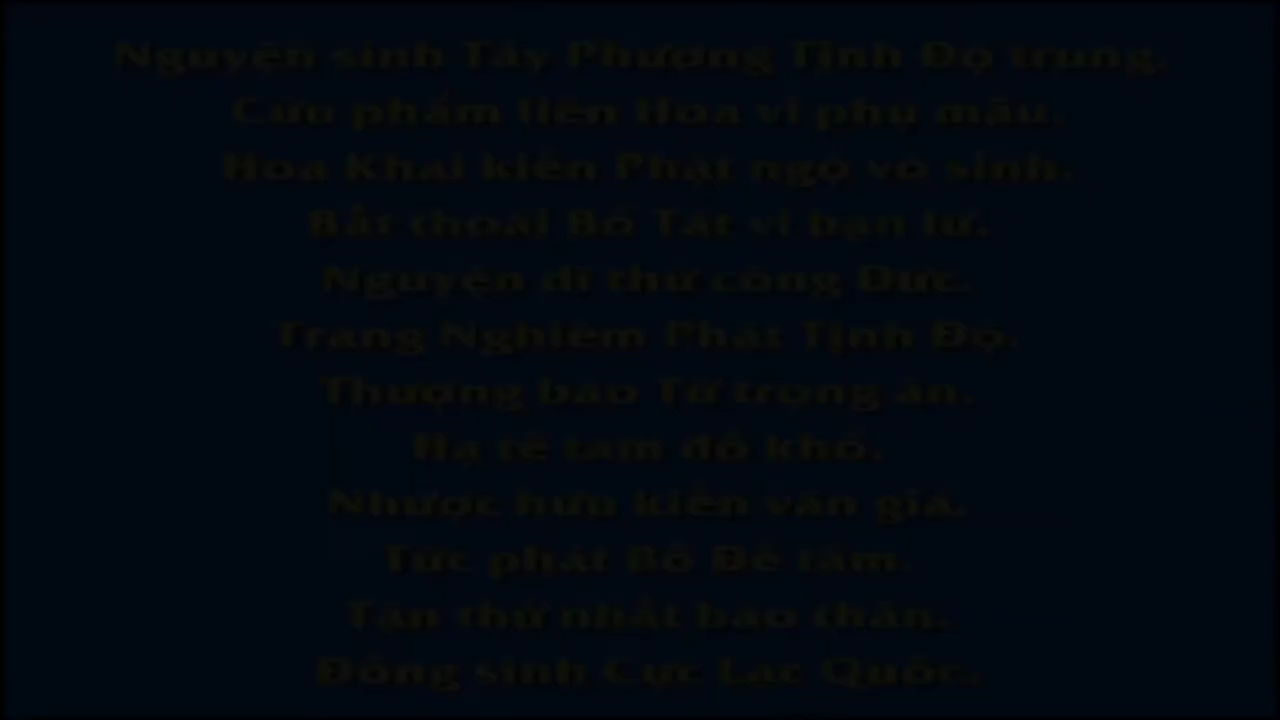 Nguyện sinh Tây Phương Tịnh Độ trung.
Cửu phẩm liên Hoa vi phụ mẫu.
Hoa Khai kiến Phật ngộ vô sinh.
Bất thoái Bồ Tát vi bạn lữ.
Nguyện dĩ thử công Đức.
Trang Nghiêm Phật Tịnh Độ.
Thượng báo Tứ trọng ân.
Hạ tế tam đồ khổ.
Nhược hữu kiến văn giả.
Tức phát Bồ Đề tâm.
Tận thử nhất báo thân.
Đồng sinh Cực Lạc Quốc.